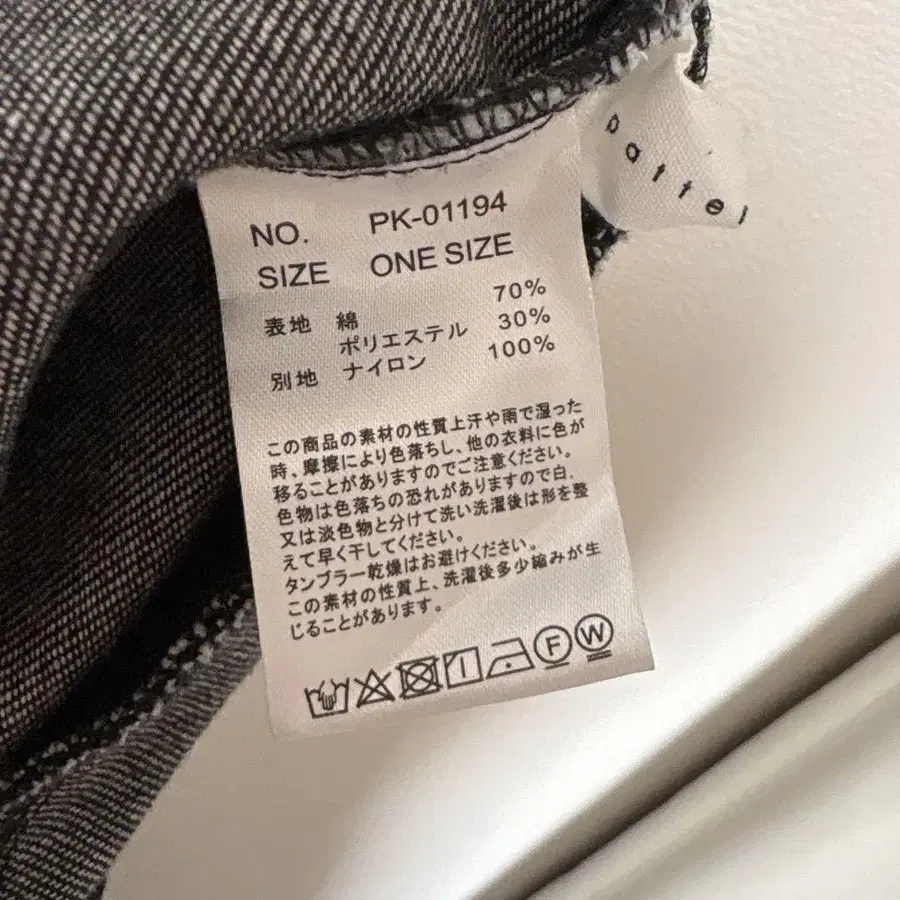 pattel
NO. PK-01194
SIZE ONE SIZE
表地 綿 70%
ポリエステル 30%
別地 ナイロン 100%
この商品の素材の性質上汗や雨で湿った
時、摩擦により色落ちし、他の衣料に色が
移ることがありますのでご注意ください。
色物は色落ちの恐れがありますので白,
又は淡色物と分けて洗い洗濯後は形を整
えて早く干してください。
タンブラー乾燥はお避けください。
この素材の性質上、洗濯後多少縮みが生
じることがあります。
F W